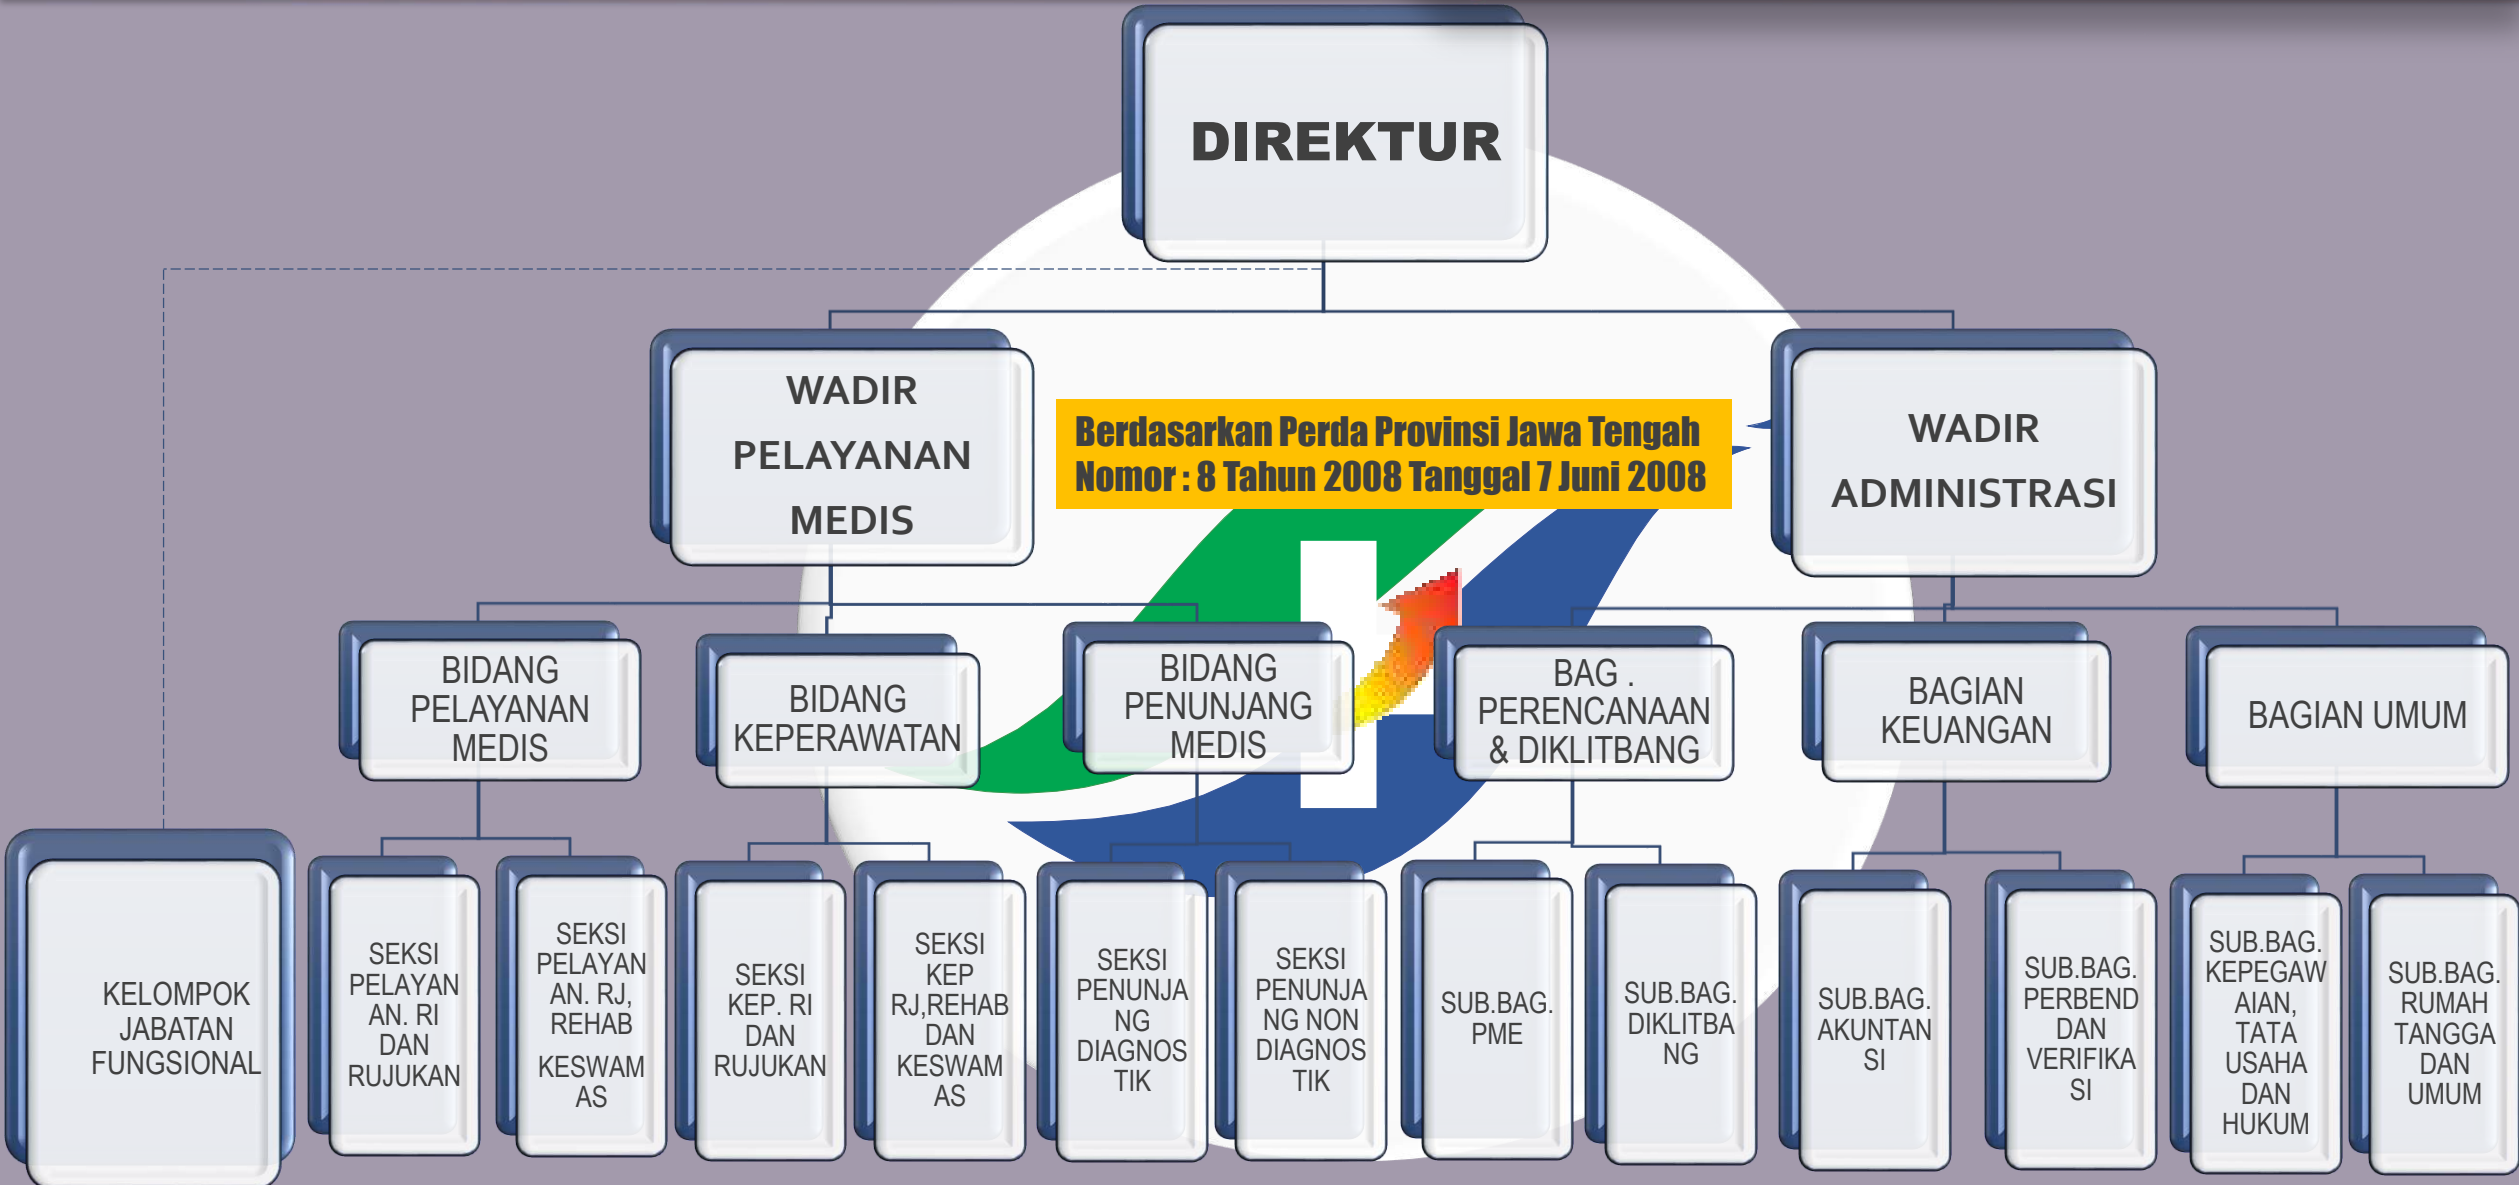 DIREKTUR
WADIR
PELAYANAN
MEDIS
Berdasarkan Perda Provinsi Jawa Tengah
Nomor : 8 Tahun 2008 Tanggal 7 Juni 2008
WADIR
ADMINISTRASI
BIDANG
PELAYANAN
MEDIS
BIDANG
KEPERAWATAN
BIDANG
PENUNJANG
MEDIS
BAG .
PERENCANAAN
& DIKLITBANG
BAGIAN
KEUANGAN
BAGIAN UMUM
KELOMPOK
JABATAN
FUNGSIONAL
SEKSI
PELAYAN
AN. RI
DAN
RUJUKAN
SEKSI
PELAYAN
AN. RJ,
REHAB
KESWAM
AS
SEKSI
KEP. RI
DAN
RUJUKAN
SEKSI
KEP
RJ,REHAB
DAN
KESWAM
AS
SEKSI
PENUNJA
NG
DIAGNOS
TIK
SEKSI
PENUNJA
NG NON
DIAGNOS
TIK
SUB.BAG.
PME
SUB.BAG.
DIKLITBA
NG
SUB.BAG.
AKUNTAN
SI
SUB.BAG.
PERBEND
DAN
VERIFIKA
SI
SUB.BAG.
KEPEGAW
AIAN,
TATA
USAHA
DAN
HUKUM
SUB.BAG.
RUMAH
TANGGA
DAN
UMUM